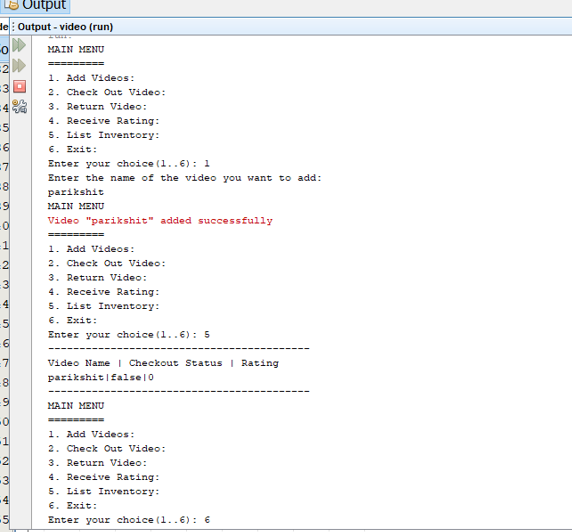 Output
Output - video (run)
run:
MAIN MENU
=========
1. Add Videos:
2. Check Out Video:
3. Return Video:
4. Receive Rating:
5. List Inventory:
6. Exit:
Enter your choice(1..6): 1
Enter the name of the video you want to add:
parikshit
MAIN MENU
Video "parikshit" added successfully
=========
1. Add Videos:
2. Check Out Video:
3. Return Video:
4. Receive Rating:
5. List Inventory:
6. Exit:
Enter your choice(1..6): 5
------------------------------------------
Video Name | Checkout Status | Rating
parikshit|false|0
------------------------------------------
MAIN MENU
=========
1. Add Videos:
2. Check Out Video:
3. Return Video:
4. Receive Rating:
5. List Inventory:
6. Exit:
Enter your choice(1..6): 6